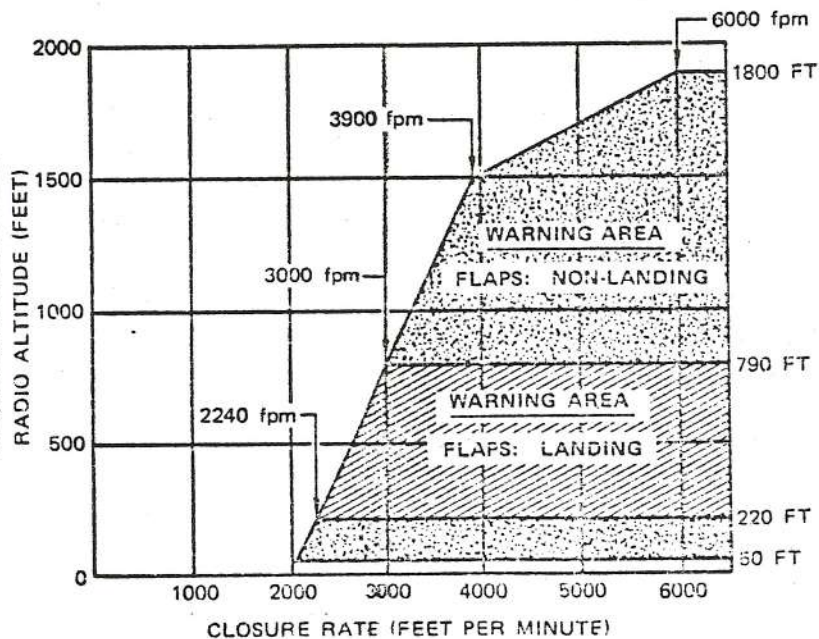 6000 fpm
2000
1800 FT
3900 fpm
1500
WARNING AREA
FLAPS: NON-LANDING
3000 fpm
1000
790 FT
WARNING AREA
2240 fpm
FLAPS: LANDING
500
220 FT
50 FT
0
1000
2000
3000
4000
5000
6000
RADIO ALTITUDE (FEET)
CLOSURE RATE (FEET PER MINUTE)